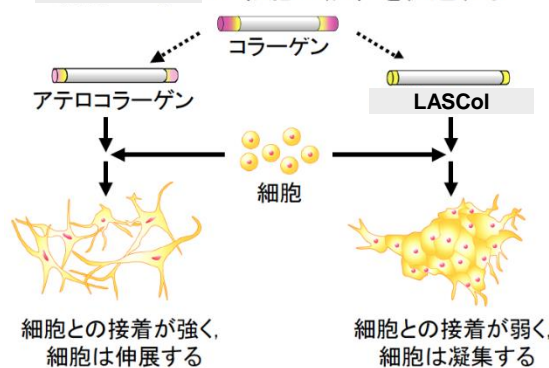 コラーゲン
アテロコラーゲン
LASCol
細胞
細胞との接着が強く,
細胞は伸展する
細胞との接着が弱く,
細胞は凝集する